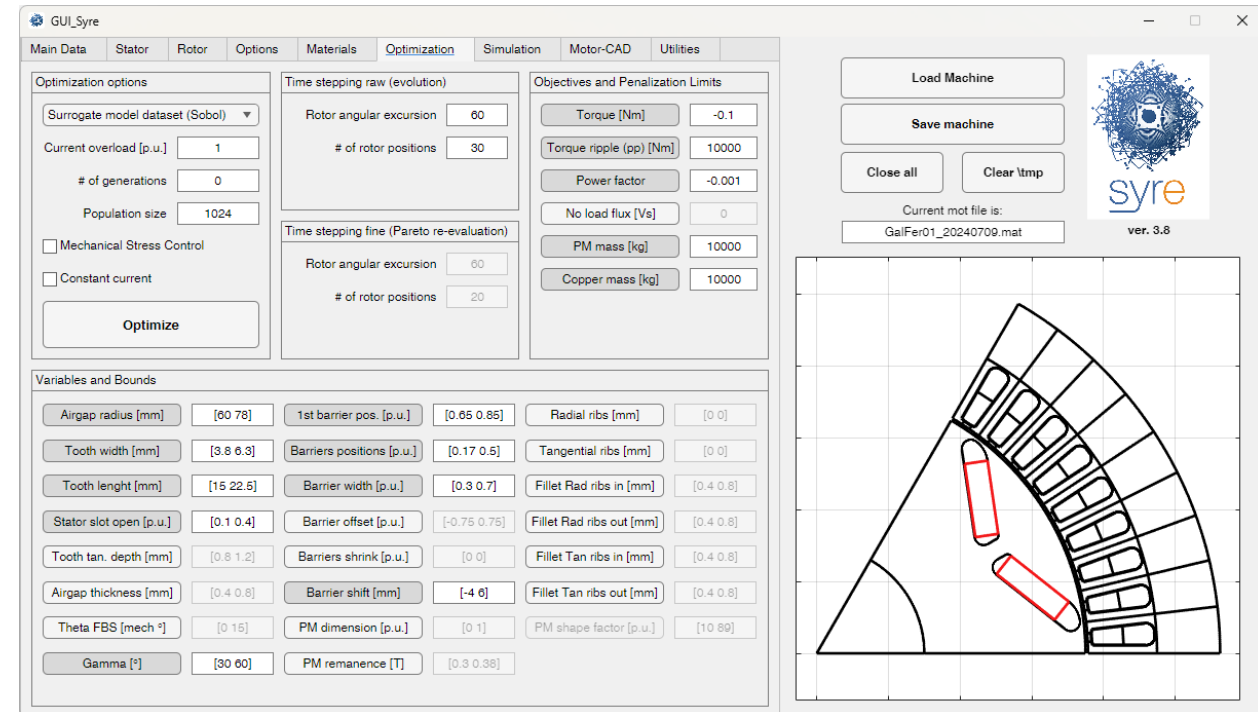 GUI_Syre
Main Data Stator Rotor Options Materials Optimization Simulation Motor-CAD Utilities
Optimization options
Surrogate model dataset (Sobol)
Current overload [p.u.] 1
# of generations 0
Population size 1024
Mechanical Stress Control
Constant current
Optimize
Time stepping raw (evolution)
Rotor angular excursion 60
# of rotor positions 30
Time stepping fine (Pareto re-evaluation)
Rotor angular excursion 60
# of rotor positions 20
Objectives and Penalization Limits
Torque [Nm] -0.1
Torque ripple (pp) [Nm] 10000
Power factor -0.001
No load flux [Vs] 0
PM mass [kg] 10000
Copper mass [kg] 10000
Variables and Bounds
Airgap radius [mm] [60 78] 1st barrier pos. [p.u.] [0.65 0.85] Radial ribs [mm] [0 0]
Tooth width [mm] [3.8 6.3] Barriers positions [p.u.] [0.17 0.5] Tangential ribs [mm] [0 0]
Tooth lenght [mm] [15 22.5] Barrier width [p.u.] [0.3 0.7] Fillet Rad ribs in [mm] [0.4 0.8]
Stator slot open [p.u.] [0.1 0.4] Barrier offset [p.u.] [-0.75 0.75] Fillet Rad ribs out [mm] [0.4 0.8]
Tooth tan. depth [mm] [0.8 1.2] Barriers shrink [p.u.] [0 0] Fillet Tan ribs in [mm] [0.4 0.8]
Airgap thickness [mm] [0.4 0.8] Barrier shift [mm] [-4 6] Fillet Tan ribs out [mm] [0.4 0.8]
Theta FBS [mech °] [0 15] PM dimension [p.u.] [0 1] PM shape factor [p.u.] [10 89]
Gamma [°] [30 60] PM remanence [T] [0.3 0.38]
Load Machine
Save machine
Close all Clear \tmp
Current mot file is:
GalFer01_20240709.mat
syre
ver. 3.8